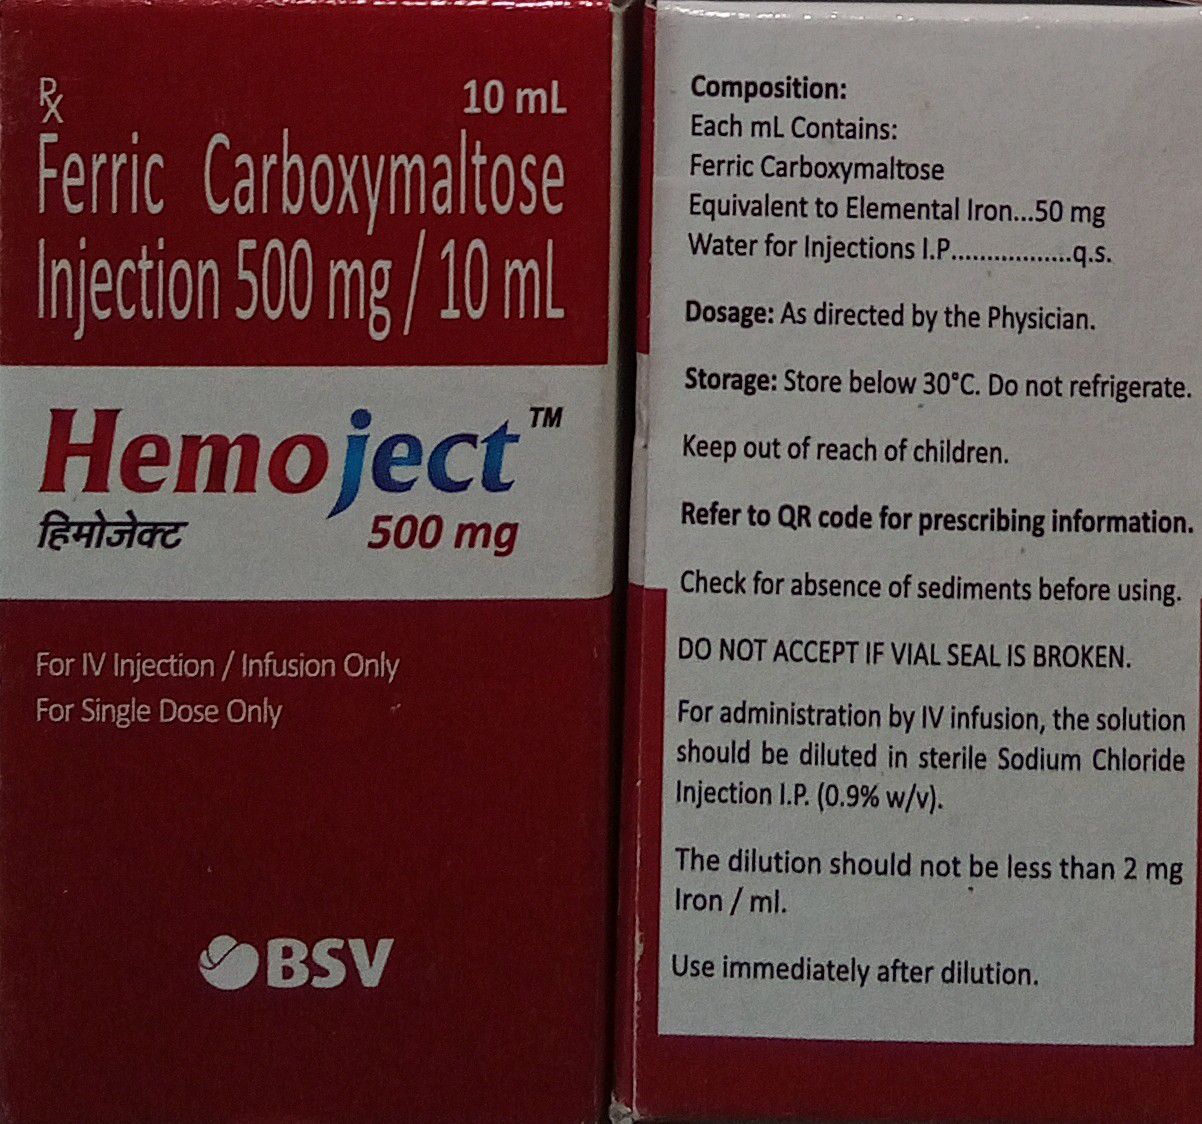 Rx
10 mL
Ferric Carboxymaltose
Injection 500 mg / 10 mL
Hemoject™
हिमोजेक्ट
500 mg
For IV Injection / Infusion Only
For Single Dose Only
BSV
Composition:
Each mL Contains:
Ferric Carboxymaltose
Equivalent to Elemental Iron...50 mg
Water for Injections I.P.................q.s.
Dosage: As directed by the Physician.
Storage: Store below 30°C. Do not refrigerate.
Keep out of reach of children.
Refer to QR code for prescribing information.
Check for absence of sediments before using.
DO NOT ACCEPT IF VIAL SEAL IS BROKEN.
For administration by IV infusion, the solution
should be diluted in sterile Sodium Chloride
Injection I.P. (0.9% w/v).
The dilution should not be less than 2 mg
Iron / ml.
Use immediately after dilution.